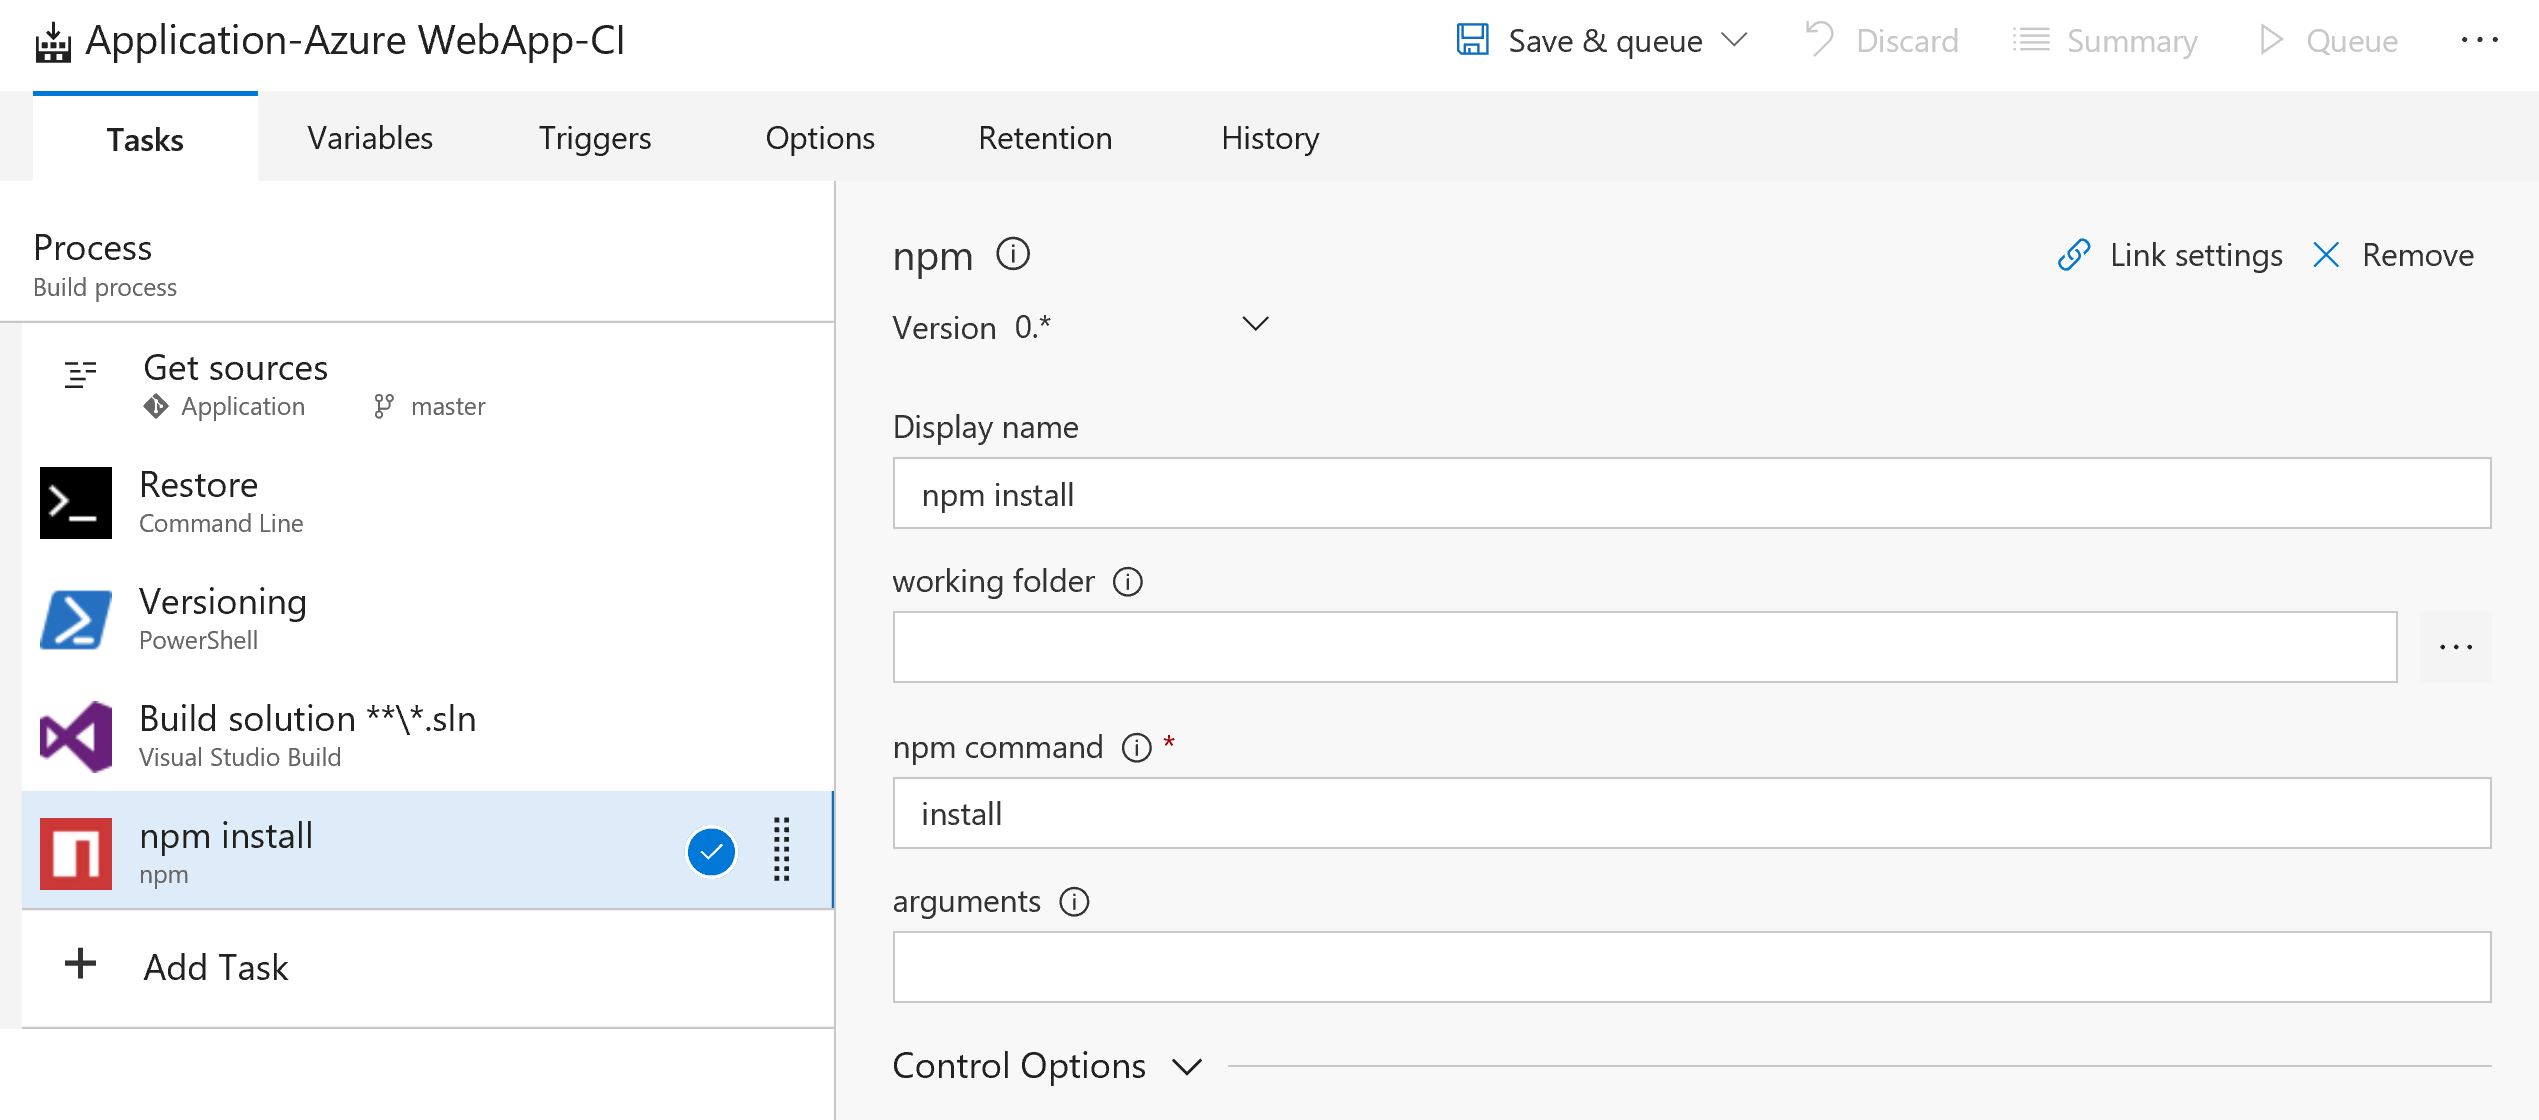 Application-Azure WebApp-CI
Save & queue
Discard
Summary
Queue
...
Tasks
Variables
Triggers
Options
Retention
History
Process
Build process
Get sources
Application
master
Restore
Command Line
Versioning
PowerShell
Build solution **\*.sln
Visual Studio Build
npm install
npm
+ Add Task
npm
Link settings
Remove
Version 0.*
Display name
npm install
working folder
...
npm command *
install
arguments
Control Options